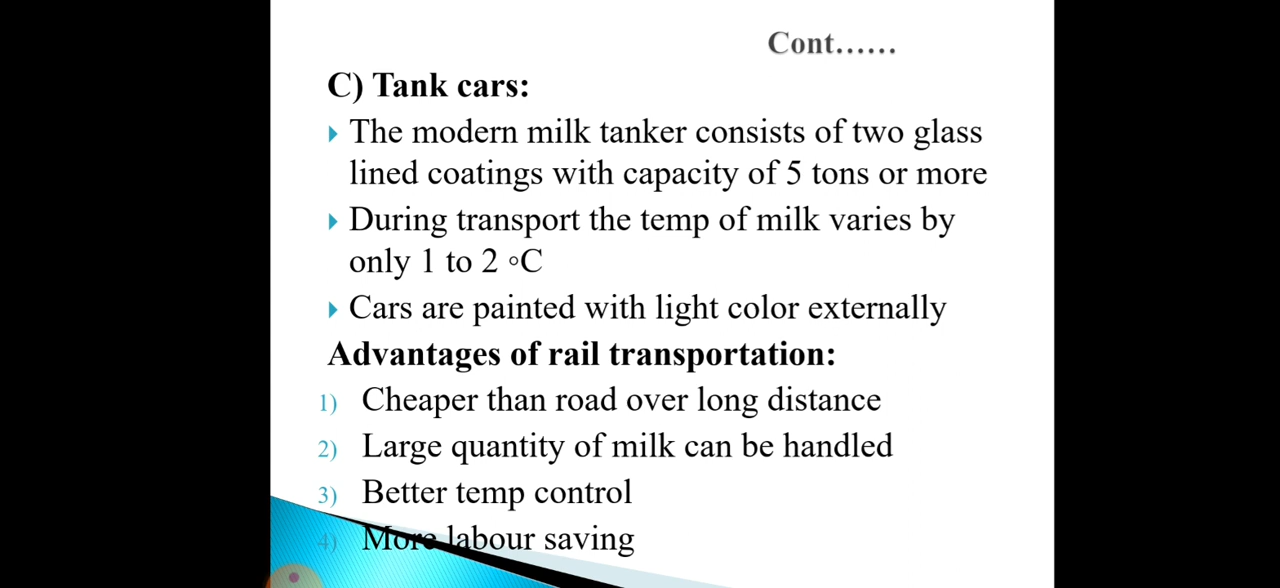 Cont......
C) Tank cars:
The modern milk tanker consists of two glass
lined coatings with capacity of 5 tons or more
During transport the temp of milk varies by
only 1 to 2 ◦C
Cars are painted with light color externally
Advantages of rail transportation:
1) Cheaper than road over long distance
2) Large quantity of milk can be handled
3) Better temp control
4) More labour saving